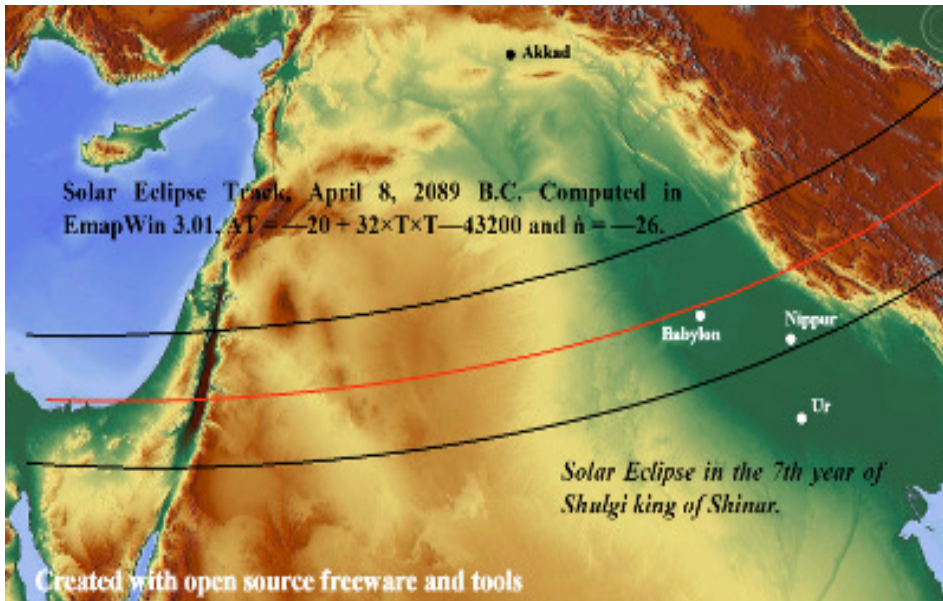 Akkad
Solar Eclipse Track, April 8, 2089 B.C. Computed in
EmapWin 3.01. ΔT = —20 + 32×T×T—43200 and ṅ = —26.
Babylon
Nippur
Ur
Solar Eclipse in the 7th year of
Shulgi king of Shinar.
Created with open source freeware and tools